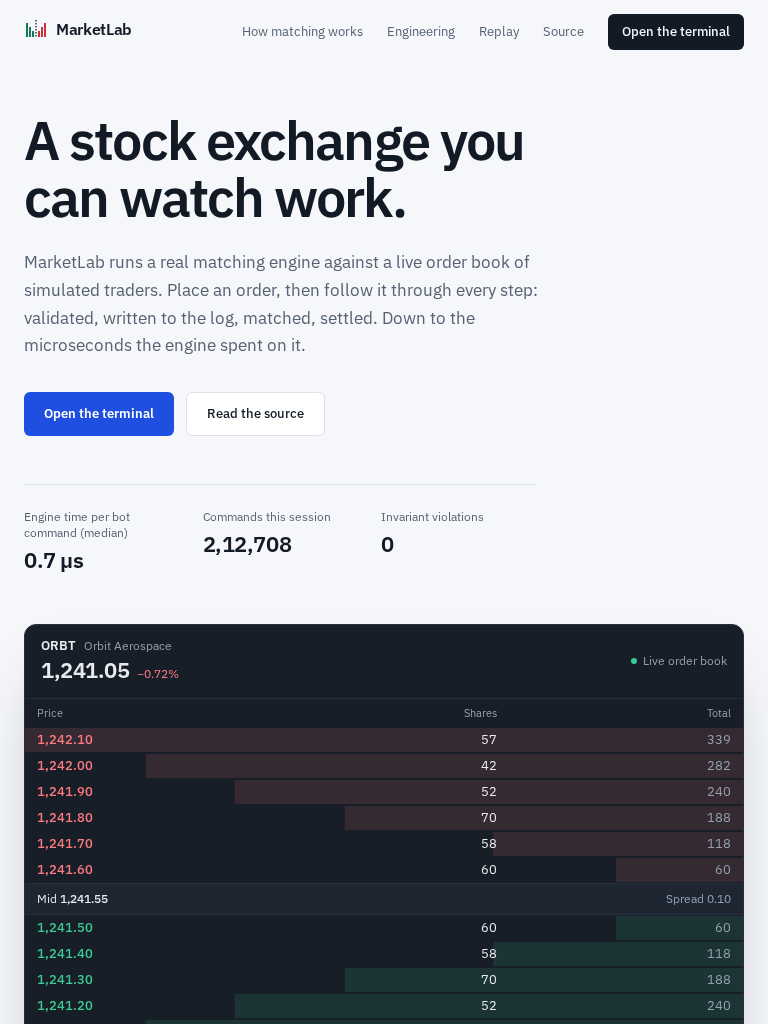 MarketLab
How matching works
Engineering
Replay
Source
Open the terminal
A stock exchange you
can watch work.
MarketLab runs a real matching engine against a live order book of
simulated traders. Place an order, then follow it through every step:
validated, written to the log, matched, settled. Down to the
microseconds the engine spent on it.
Open the terminal
Read the source
Engine time per bot
command (median)
0.7 µs
Commands this session
2,12,708
Invariant violations
0
ORBT Orbit Aerospace
1,241.05 −0.72%
Live order book
Price Shares Total
1,242.10 57 339
1,242.00 42 282
1,241.90 52 240
1,241.80 70 188
1,241.70 58 118
1,241.60 60 60
Mid 1,241.55 Spread 0.10
1,241.50 60 60
1,241.40 58 118
1,241.30 70 188
1,241.20 52 240